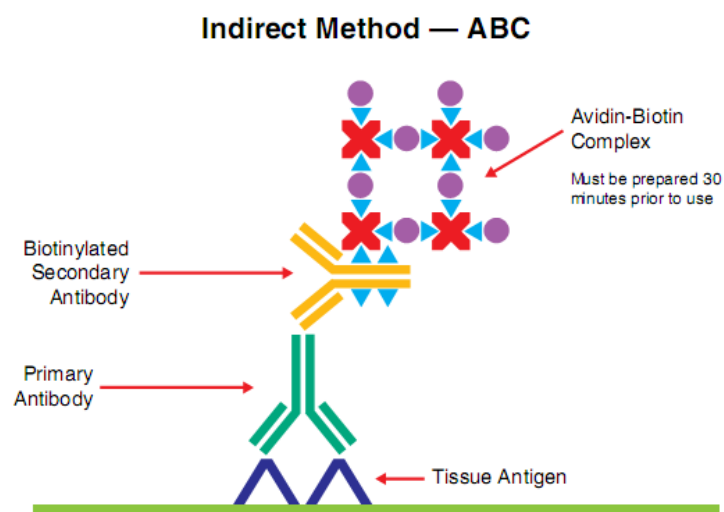 Indirect Method — ABC
Avidin-Biotin
Complex
Must be prepared 30
minutes prior to use
Biotinylated
Secondary
Antibody
Primary
Antibody
Tissue Antigen